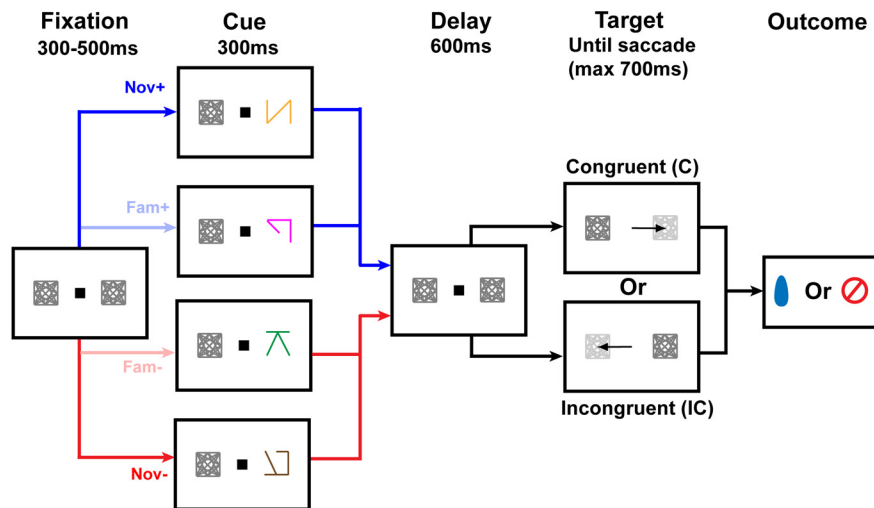 Fixation
300-500ms
Cue
300ms
Delay
600ms
Target
Until saccade
(max 700ms)
Outcome
Nov+
Fam+
Fam-
Nov-
Congruent (C)
Or
Incongruent (IC)
Or